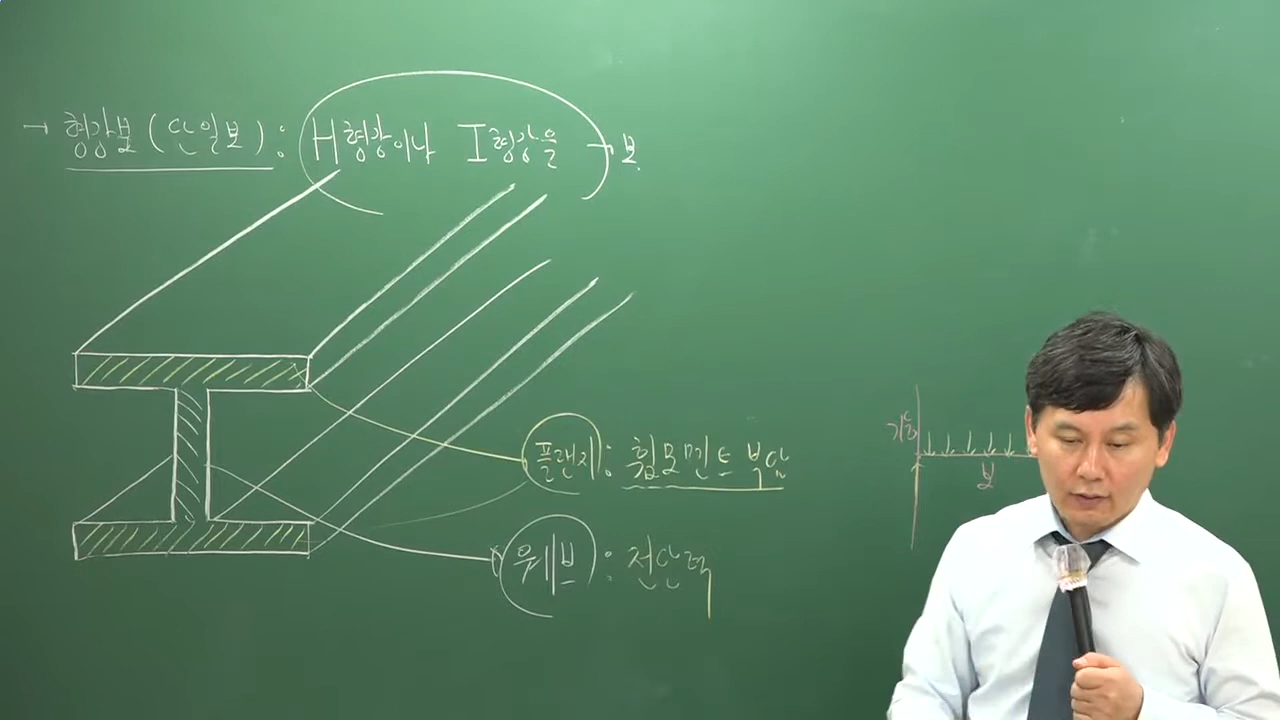 → 형강보(단일보) : H형강이나 I형강을 → 보.
플랜지 : 휨모멘트 부담
웨브 : 전단력
기둥
보